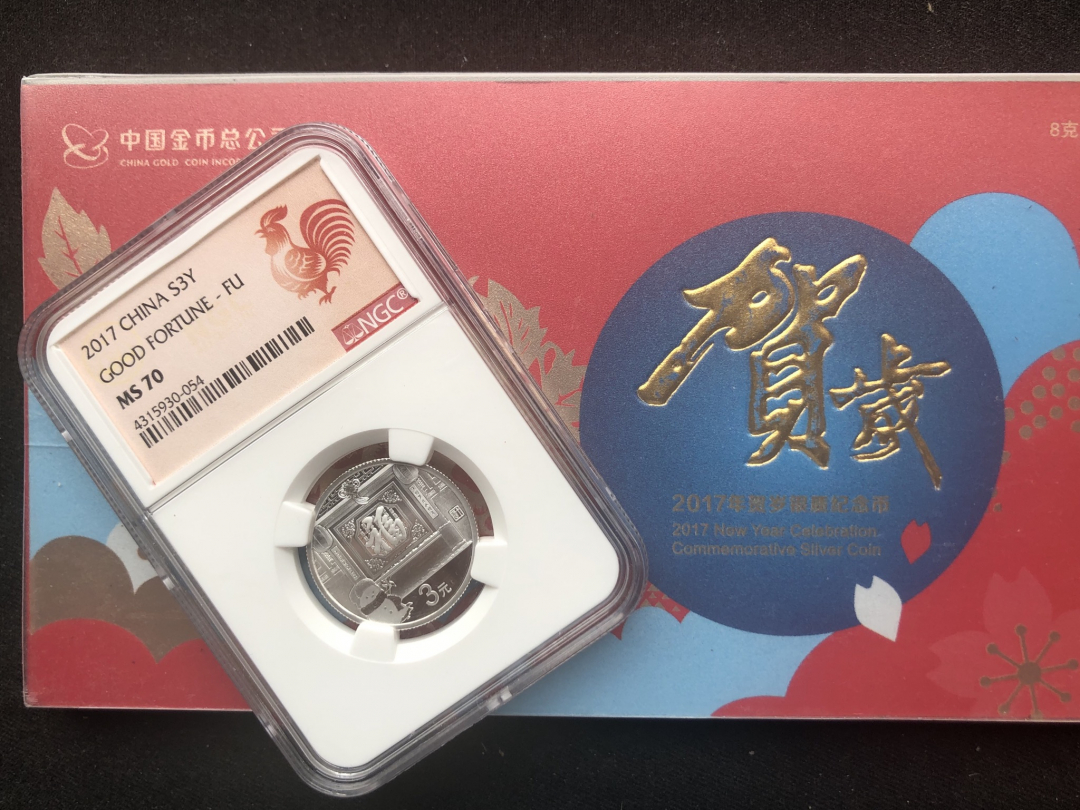 中国金币总公
CHINA GOLD COIN INCO
8克
2017 CHINA S3Y
GOOD FORTUNE - FU
MS 70
4315930-054
NGC®
賀歲
2017年贺岁银质纪念币
2017 New Year Celebration
Commemorative Silver Coin
福
3元